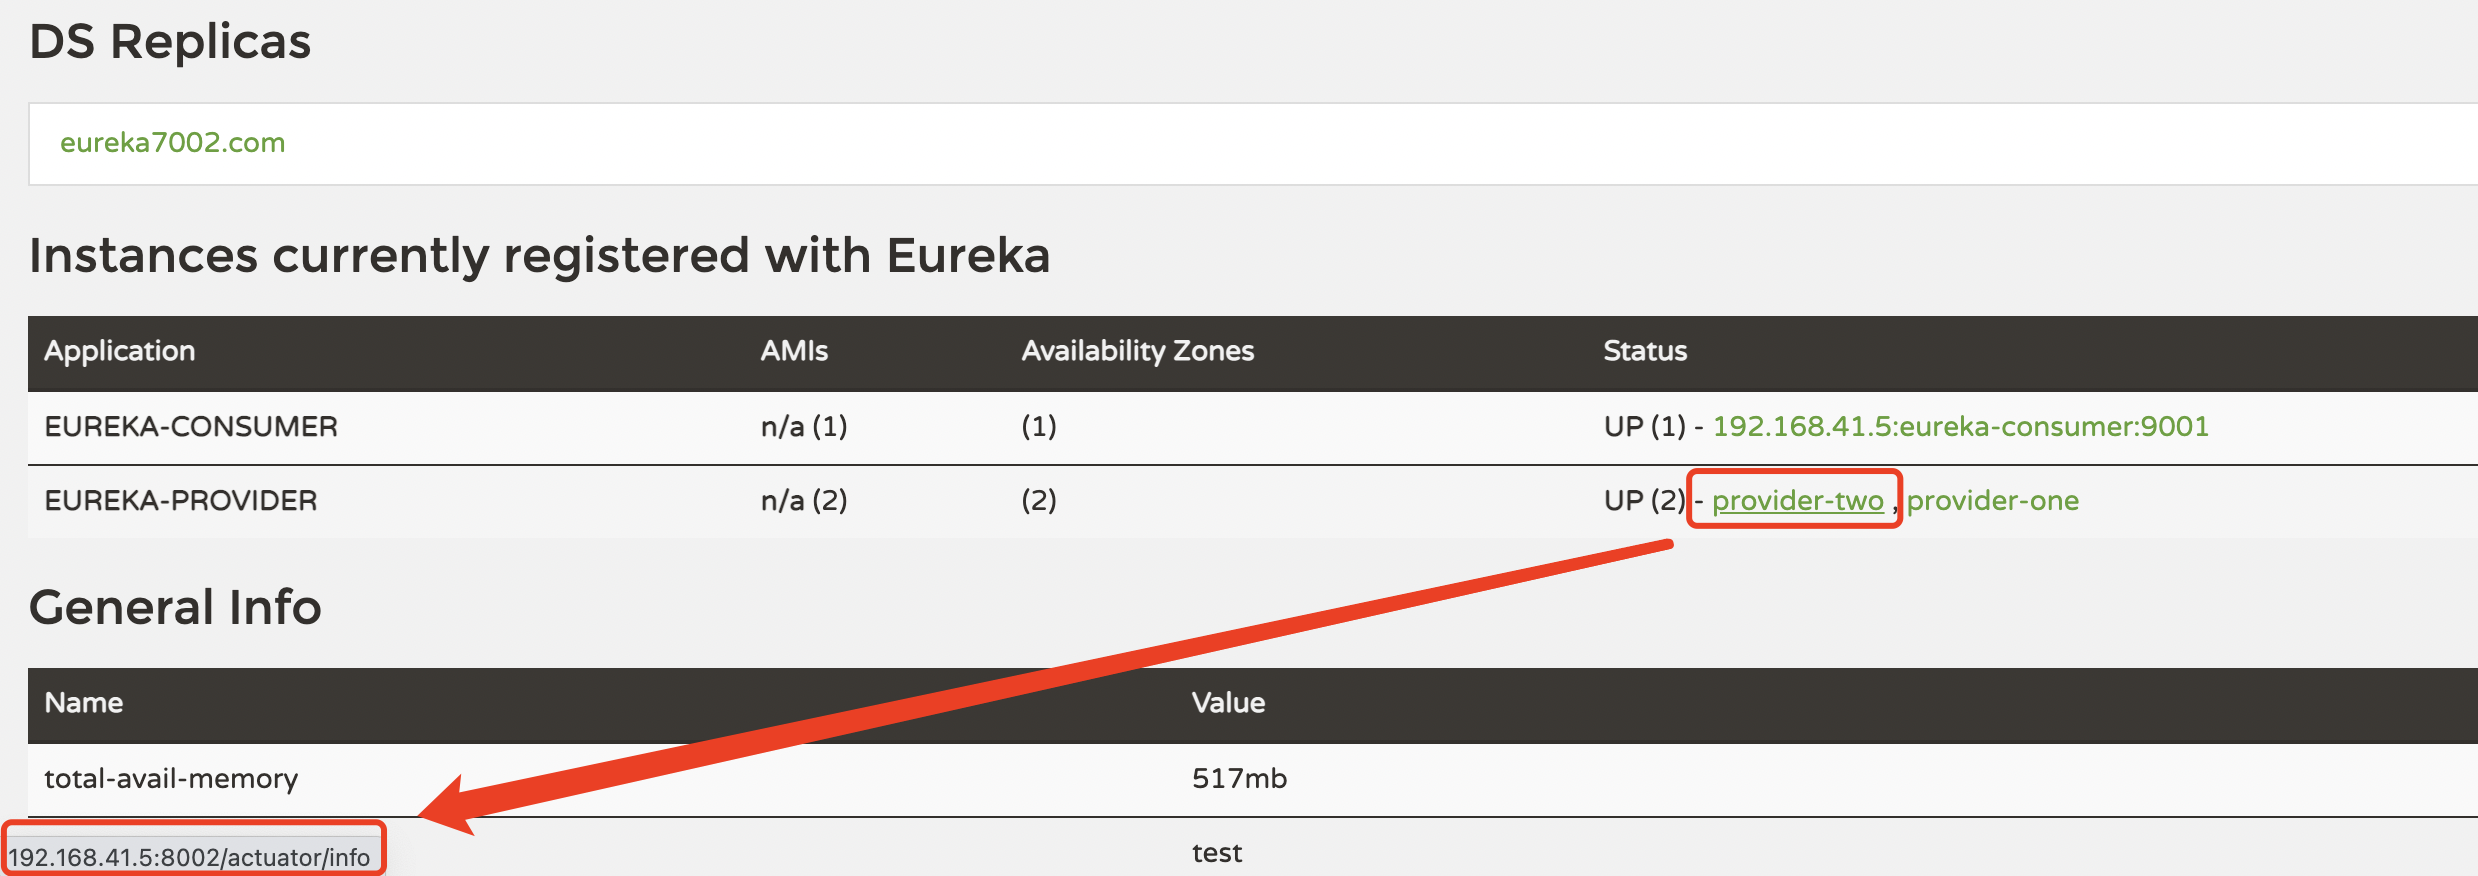 DS Replicas
eureka7002.com
Instances currently registered with Eureka
Application AMIs Availability Zones Status
EUREKA-CONSUMER n/a (1) (1) UP (1) - 192.168.41.5:eureka-consumer:9001
EUREKA-PROVIDER n/a (2) (2) UP (2) - provider-two , provider-one
General Info
Name Value
total-avail-memory 517mb
test
192.168.41.5:8002/actuator/info